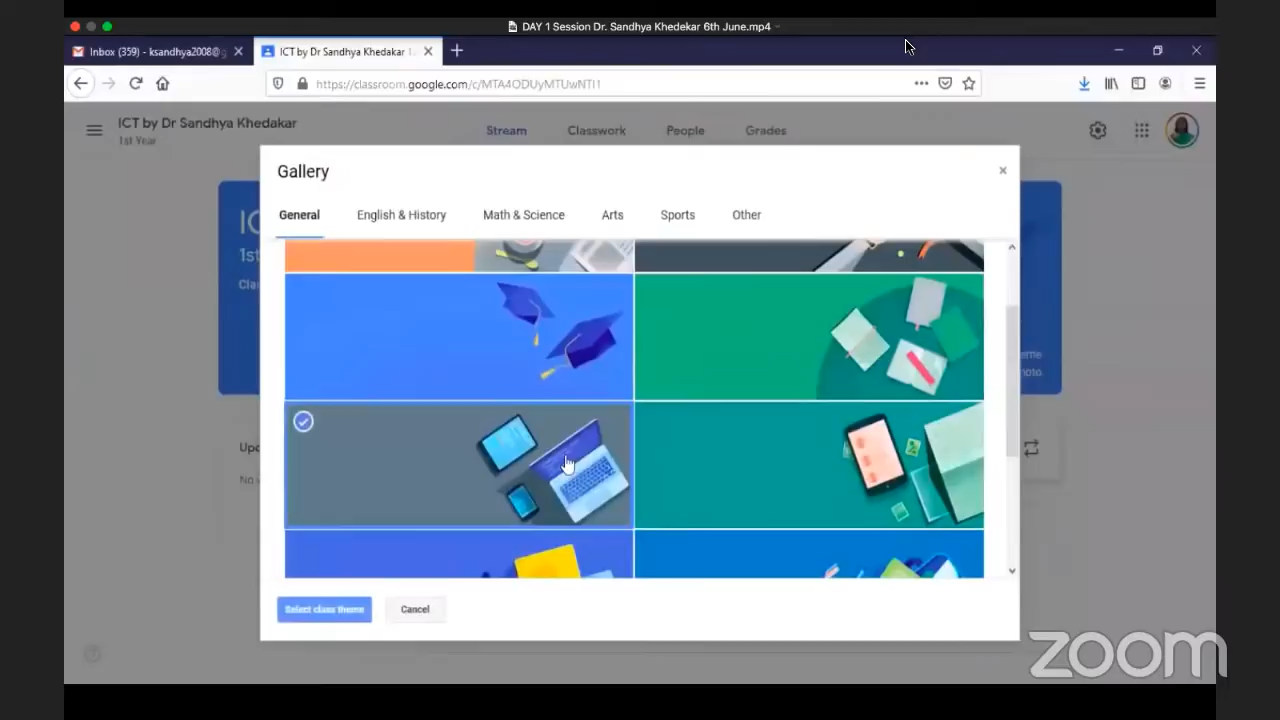 DAY 1 Session Dr. Sandhya Khedekar 6th June.mp4
Inbox (359) - ksandhya2008@
ICT by Dr Sandhya Khedakar
https://classroom.google.com/c/MTA4ODUyMTUwNTI1
ICT by Dr Sandhya Khedakar
1st Year
Stream
Classwork
People
Grades
Gallery
General
English & History
Math & Science
Arts
Sports
Other
Select class theme
Cancel
zoom